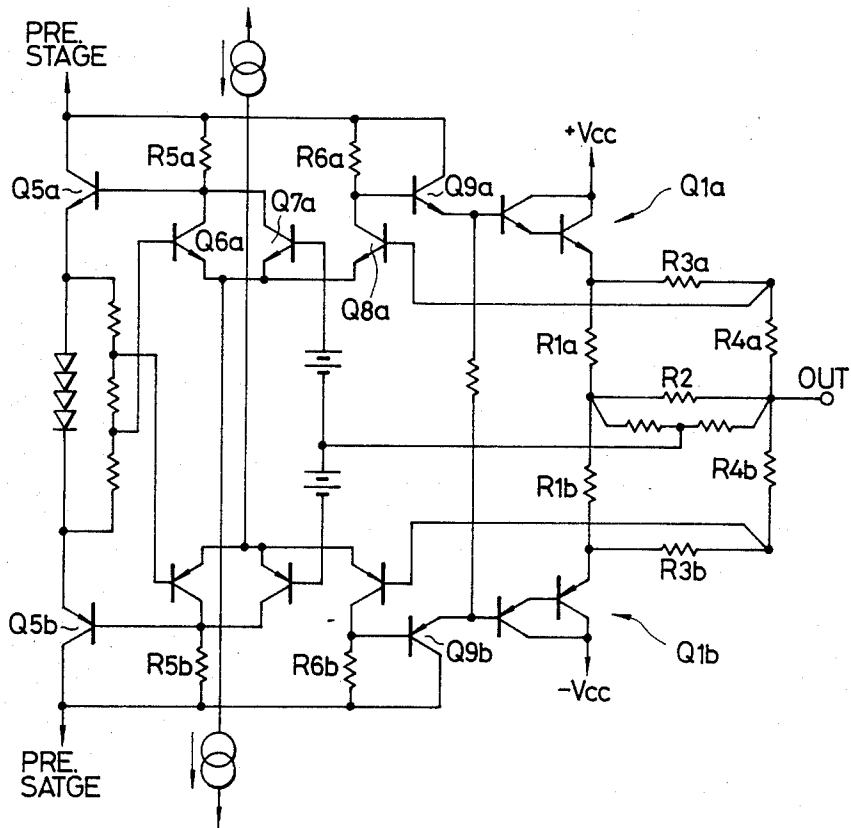 PRE.
STAGE
+Vcc
R5a
R6a
Q5a
Q9a
Q1a
Q7a
Q6a
Q8a
R3a
R1a
R4a
R2
OUT
R1b
R4b
R3b
Q5b
R5b
R6b
Q9b
Q1b
-Vcc
PRE.
SATGE